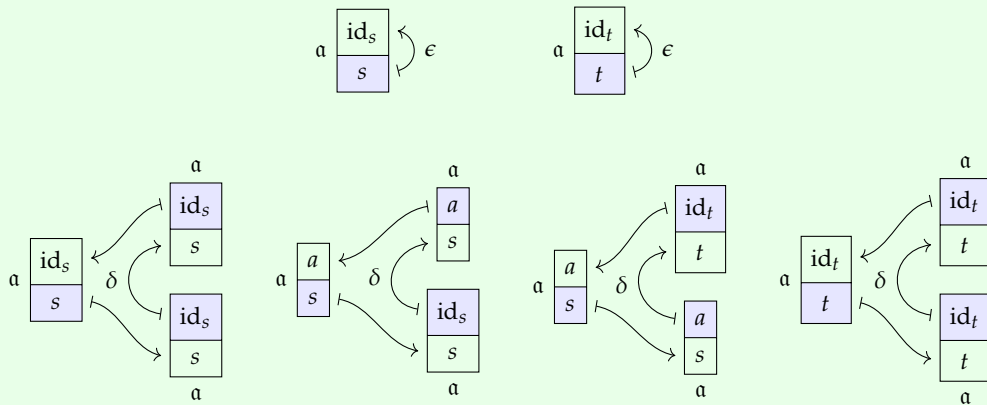 id_s id_t
𝔞 ϵ 𝔞 ϵ
s t
𝔞 𝔞 𝔞 𝔞
id_s a id_t id_t
s s t t
id_s a a id_t
𝔞 δ 𝔞 δ 𝔞 δ 𝔞 δ
s s s t
id_s id_s a id_t
s s s t
𝔞 𝔞 𝔞 𝔞